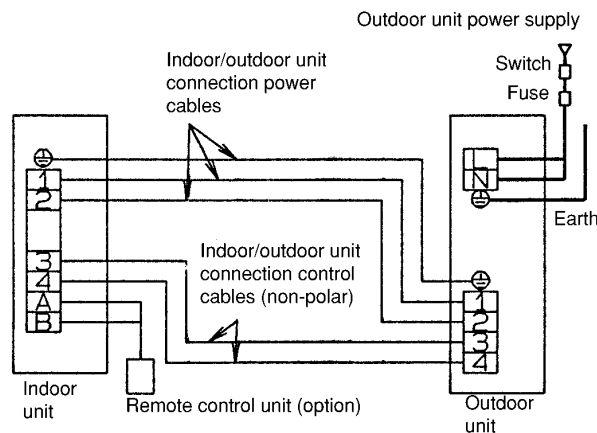 Outdoor unit power supply
Switch
Fuse
Indoor/outdoor unit
connection power
cables
1
2
3
4
A
B
L
N
Earth
Indoor/outdoor unit
connection control
cables (non-polar)
1
2
3
4
Indoor
unit
Remote control unit (option)
Outdoor
unit